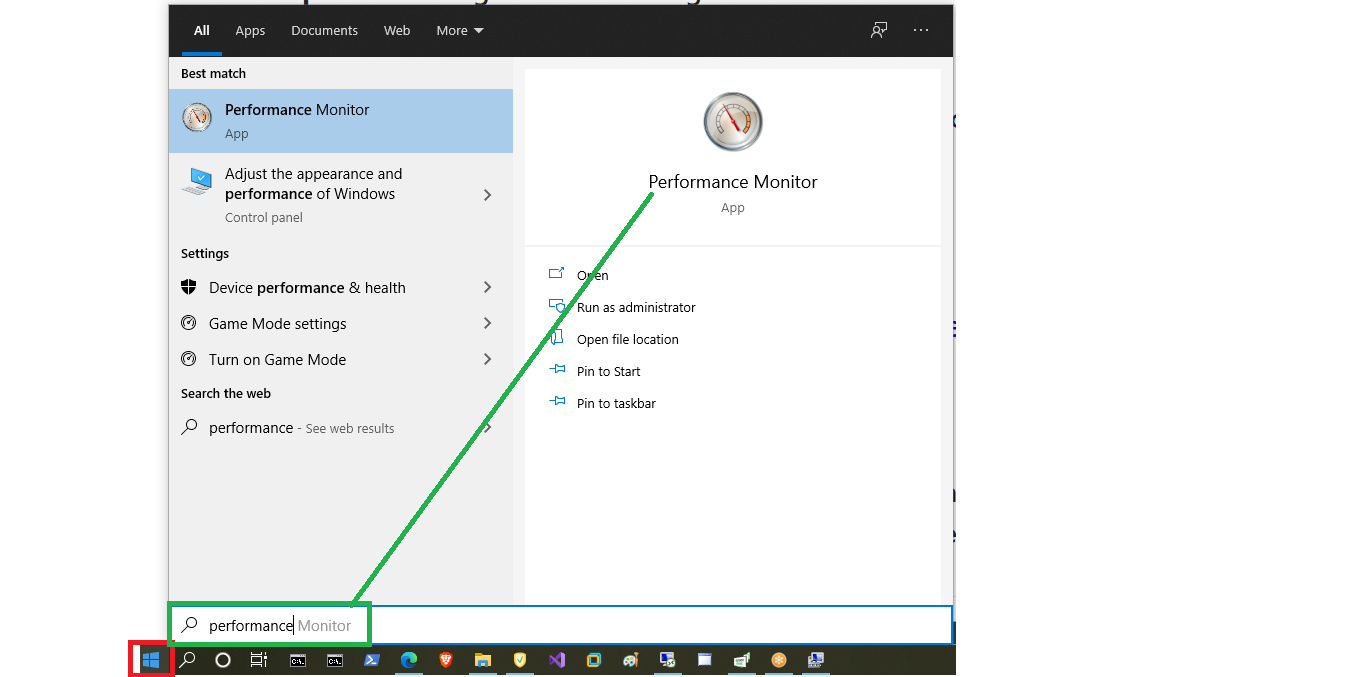 All Apps Documents Web More
Best match
Performance Monitor
App
Adjust the appearance and
performance of Windows
Control panel
Settings
Device performance & health
Game Mode settings
Turn on Game Mode
Search the web
performance - See web results
Performance Monitor
App
Open
Run as administrator
Open file location
Pin to Start
Pin to taskbar
performance Monitor